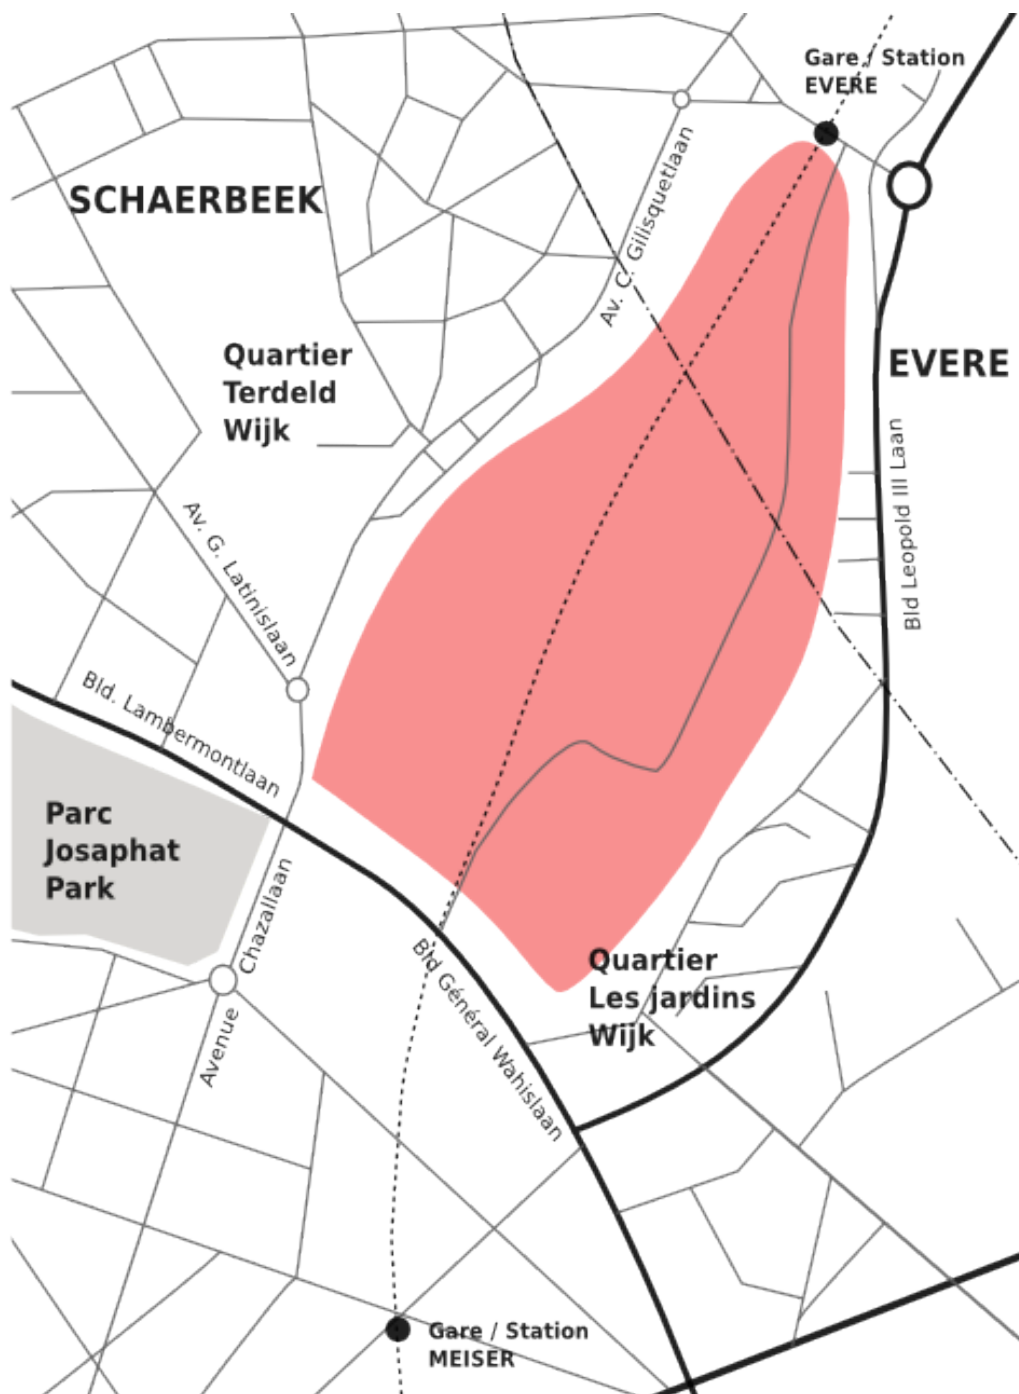 Gare / Station
EVERE
SCHAERBEEK
Av. C. Gilisquetlaan
Quartier
Terdeld
Wijk
EVERE
Bld Leopold III Laan
Av. G. Latinislaan
Bld. Lambermontlaan
Parc
Josaphat
Park
Avenue Chazallaan
Bld Général Wahislaan
Quartier
Les jardins
Wijk
Gare / Station
MEISER